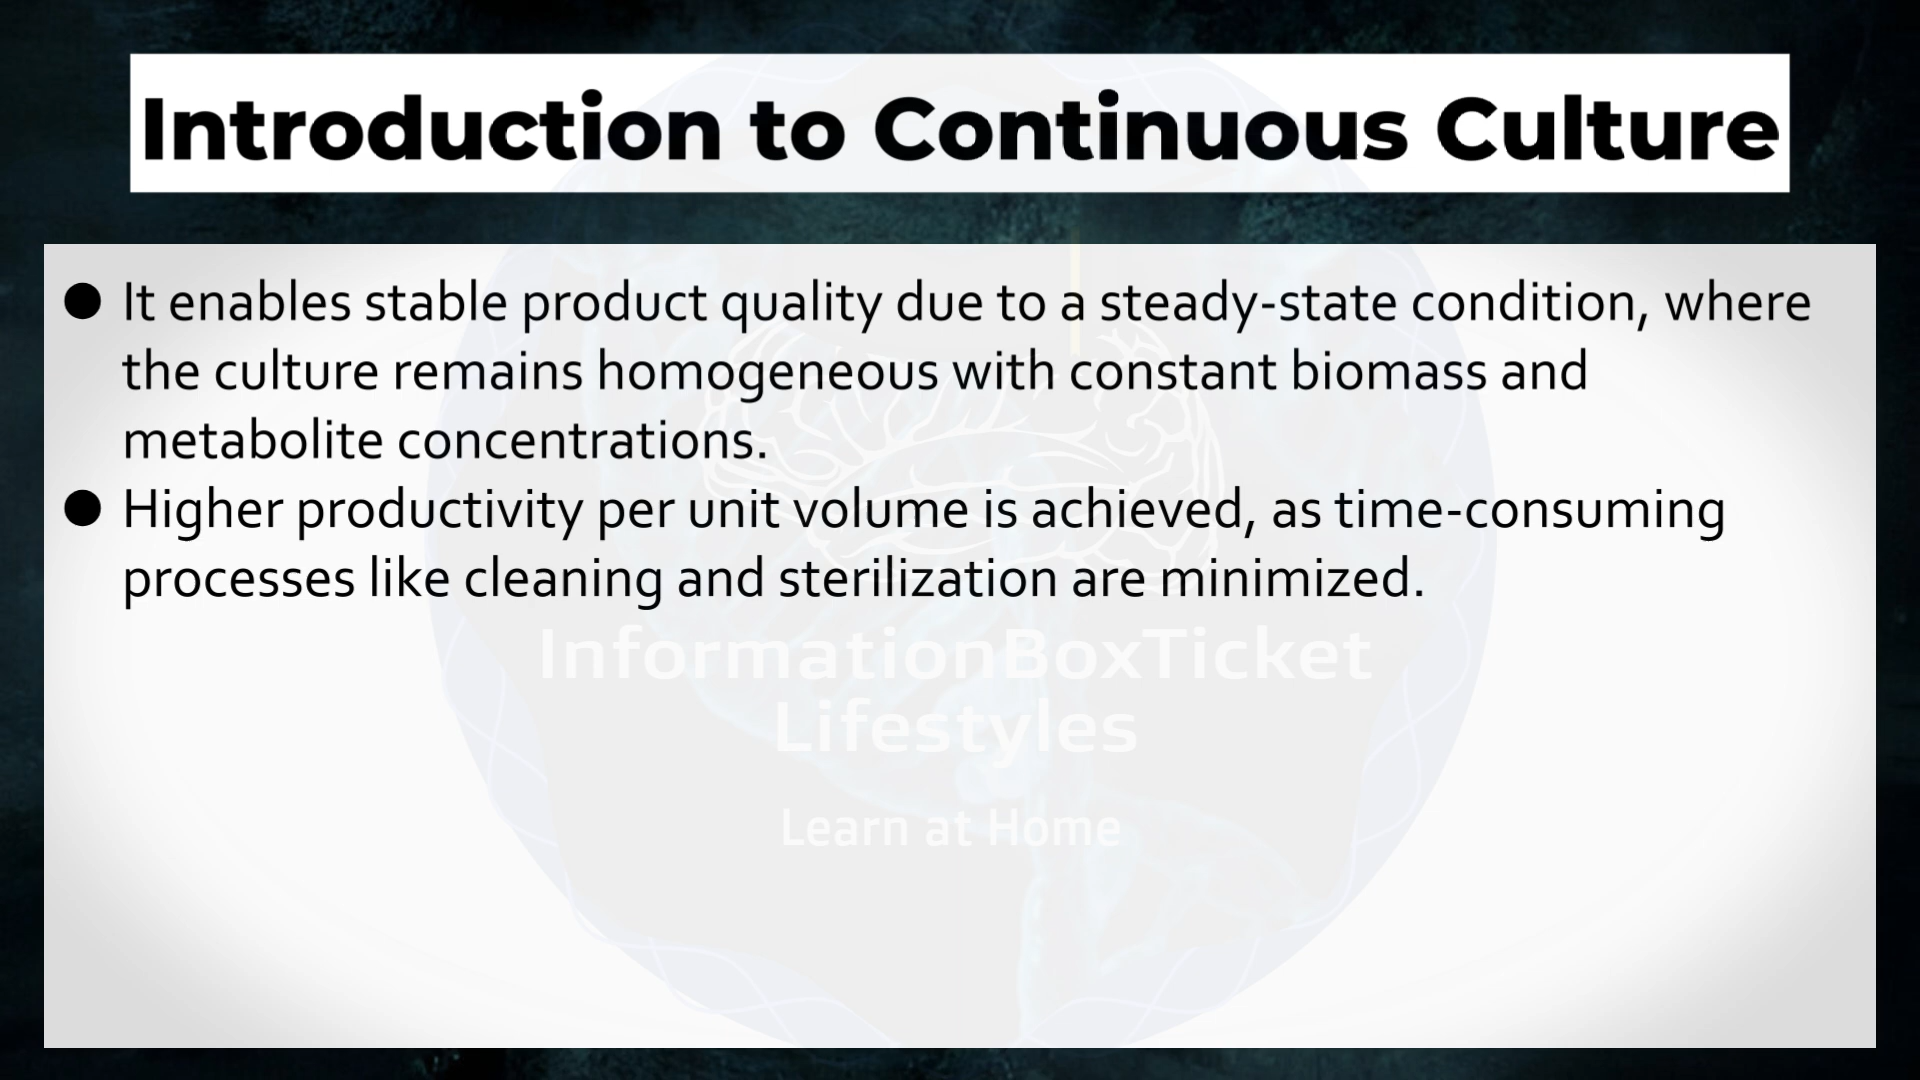 Introduction to Continuous Culture
● It enables stable product quality due to a steady-state condition, where
the culture remains homogeneous with constant biomass and
metabolite concentrations.
● Higher productivity per unit volume is achieved, as time-consuming
processes like cleaning and sterilization are minimized.
InformationBoxTicket
Lifestyles
Learn at Home